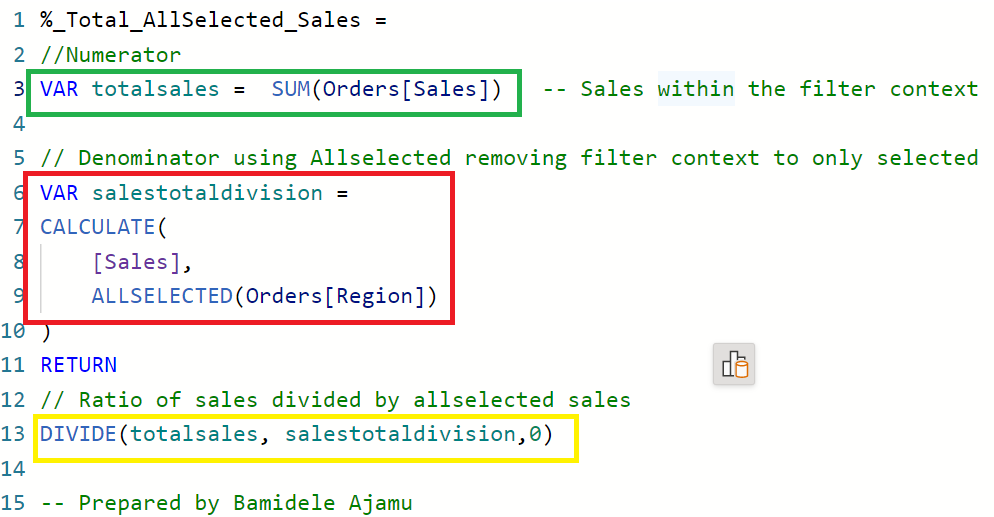 1 %_Total_AllSelected_Sales =
2 //Numerator
3 VAR totalsales =  SUM(Orders[Sales])  -- Sales within the filter context
4
5 // Denominator using Allselected removing filter context to only selected
6 VAR salestotaldivision =
7 CALCULATE(
8     [Sales],
9     ALLSELECTED(Orders[Region])
10 )
11 RETURN
12 // Ratio of sales divided by allselected sales
13 DIVIDE(totalsales, salestotaldivision,0)
14
15 -- Prepared by Bamidele Ajamu